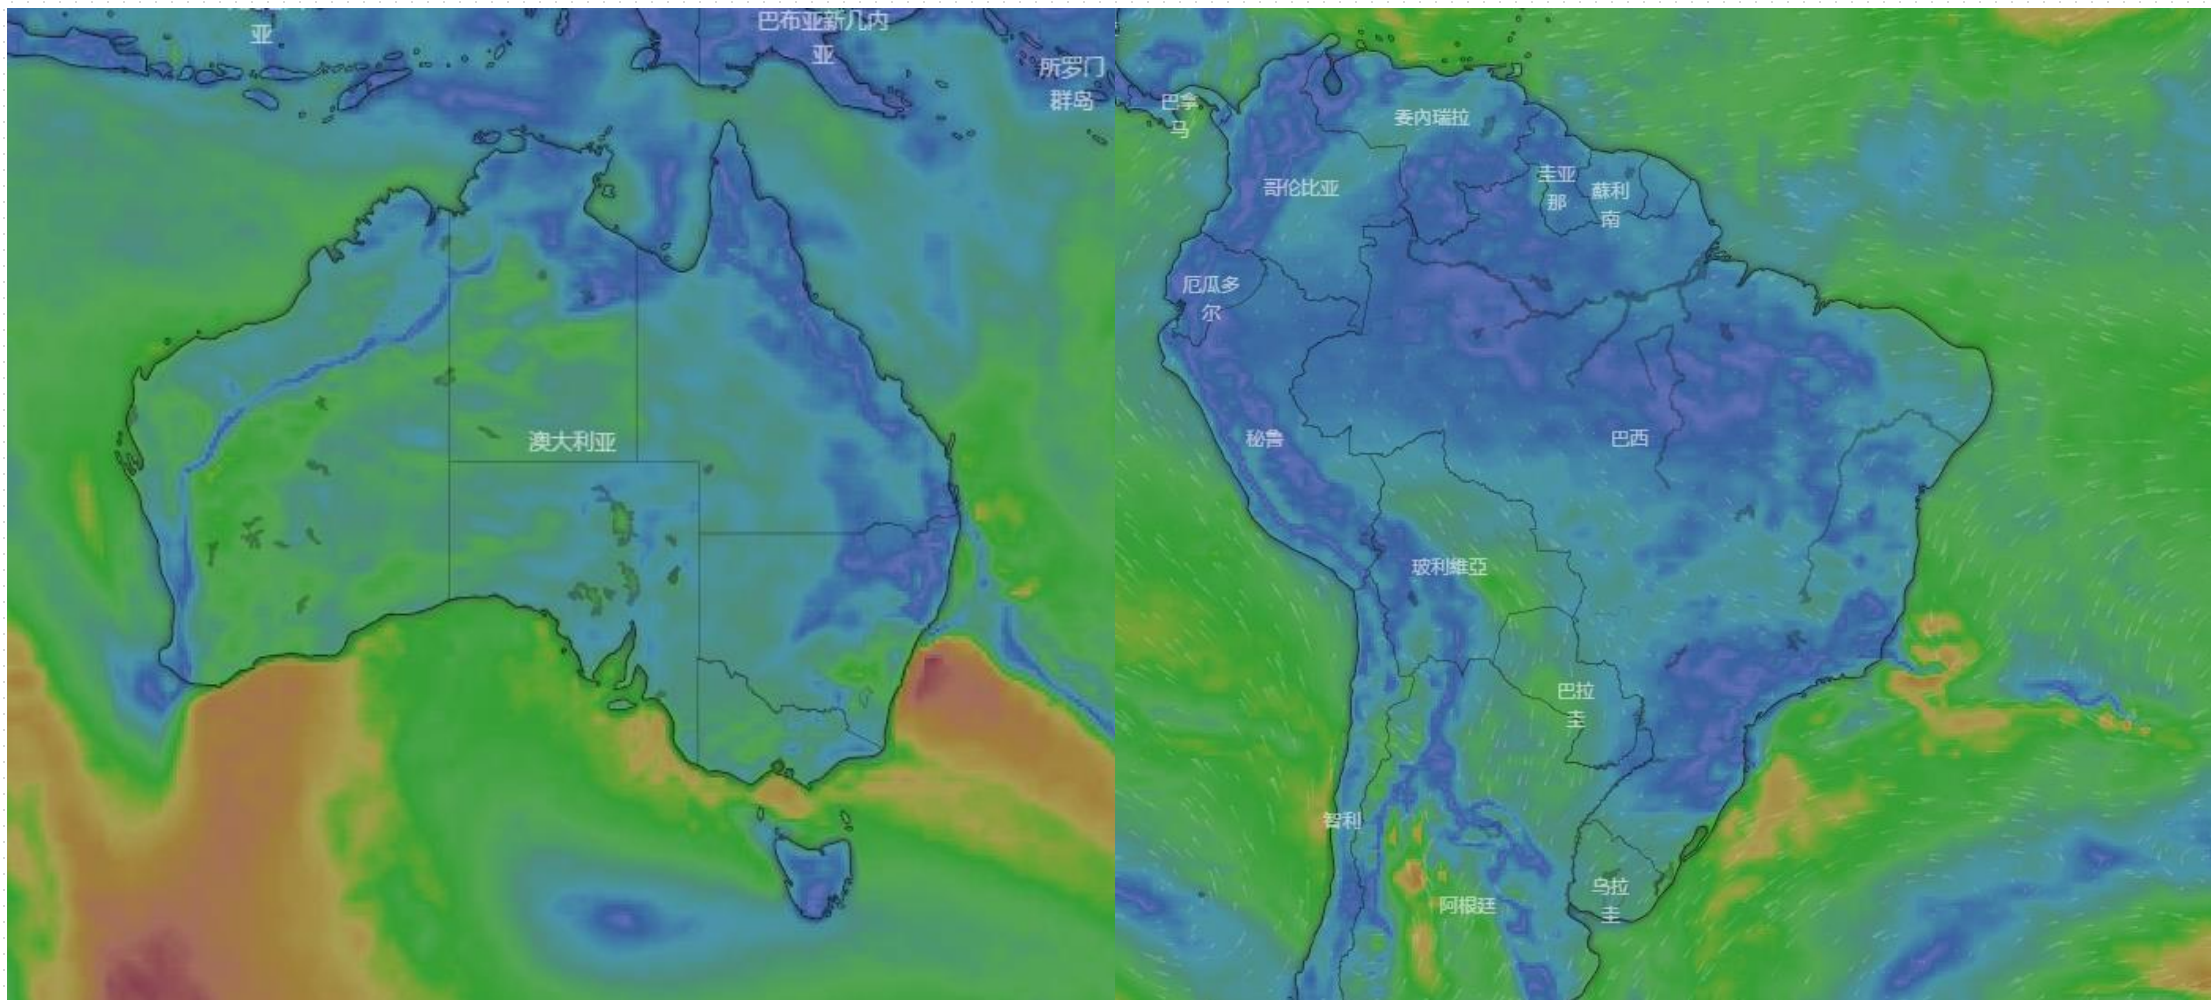 亚
巴布亚新几内
亚
所罗门
群岛
澳大利亚
巴拿
马
委內瑞拉
哥伦比亚
圭亚
那
蘇利
南
厄瓜多
尔
秘鲁
巴西
玻利維亞
巴拉
圭
智利
乌拉
圭
阿根廷